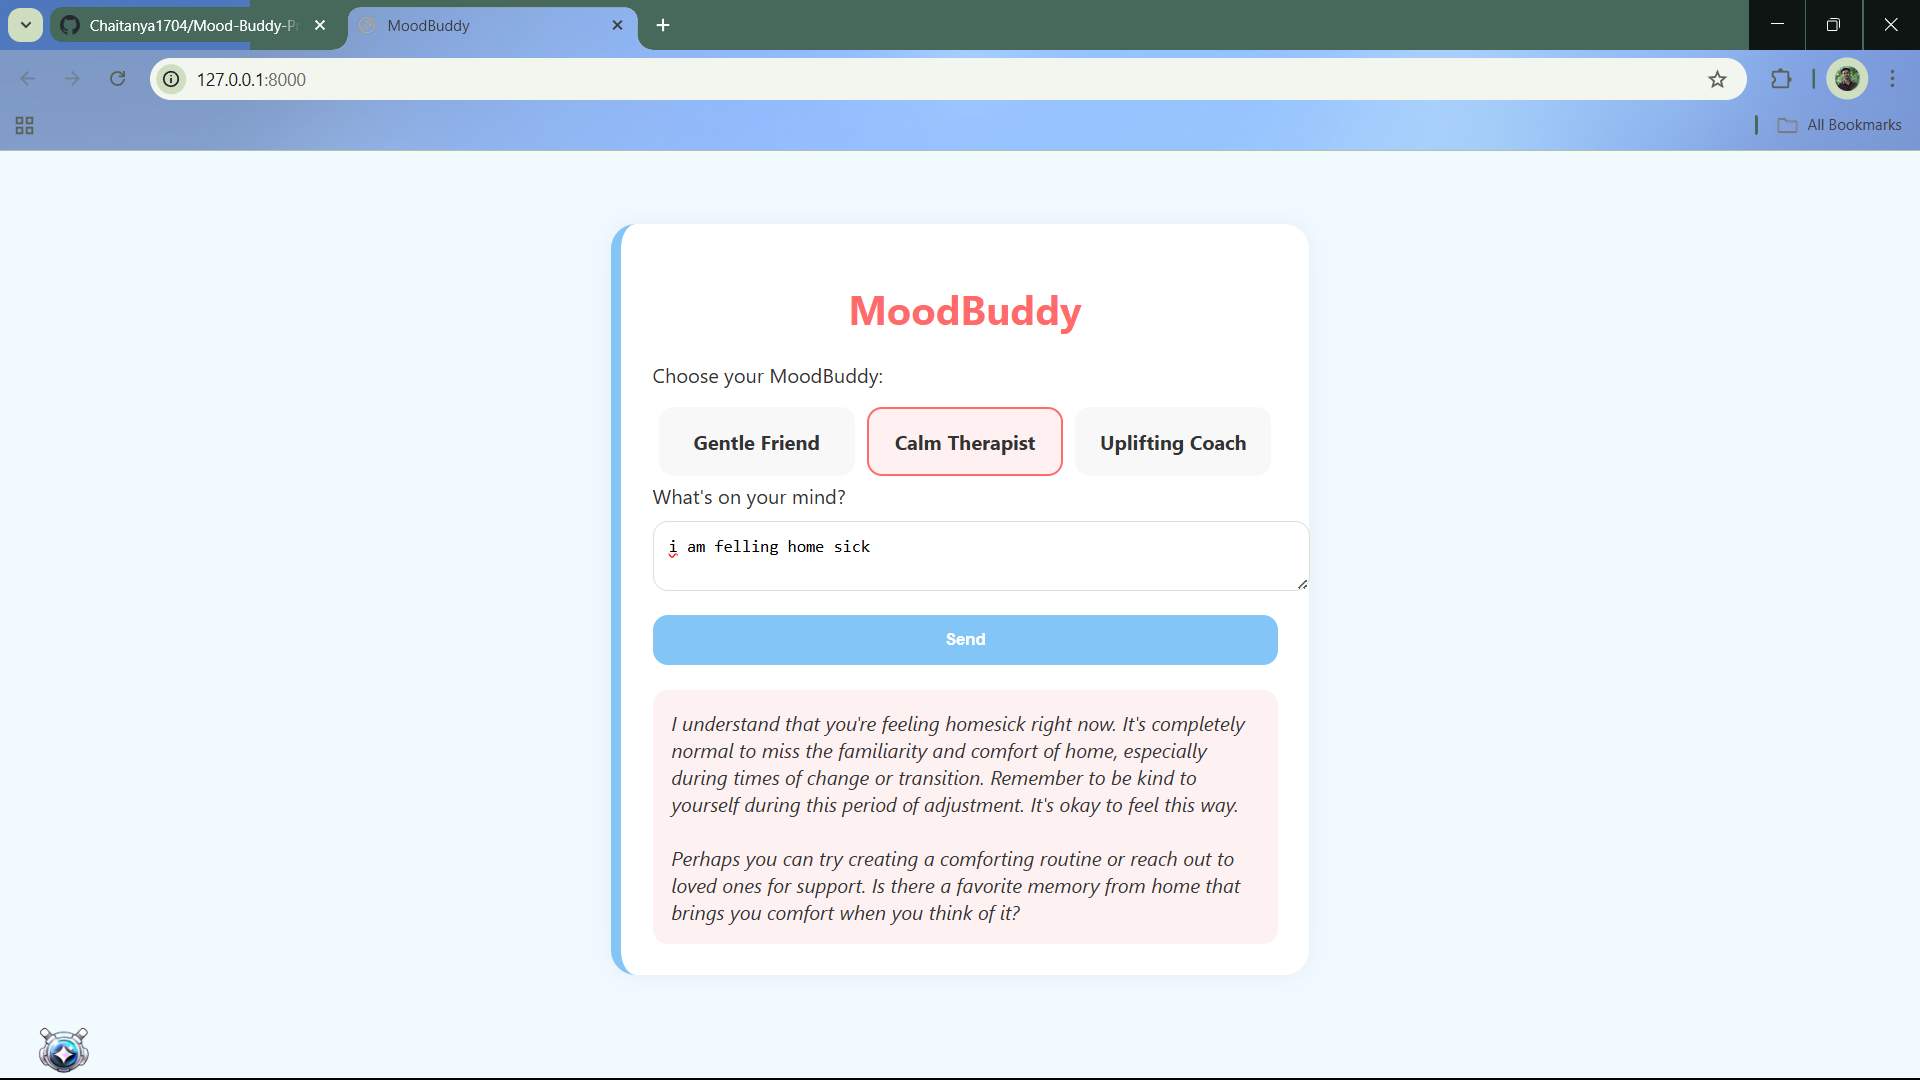 Chaitanya1704/Mood-Buddy-P
MoodBuddy
127.0.0.1:8000
All Bookmarks
MoodBuddy
Choose your MoodBuddy:
Gentle Friend
Calm Therapist
Uplifting Coach
What's on your mind?
i am felling home sick
Send
I understand that you're feeling homesick right now. It's completely
normal to miss the familiarity and comfort of home, especially
during times of change or transition. Remember to be kind to
yourself during this period of adjustment. It's okay to feel this way.
Perhaps you can try creating a comforting routine or reach out to
loved ones for support. Is there a favorite memory from home that
brings you comfort when you think of it?